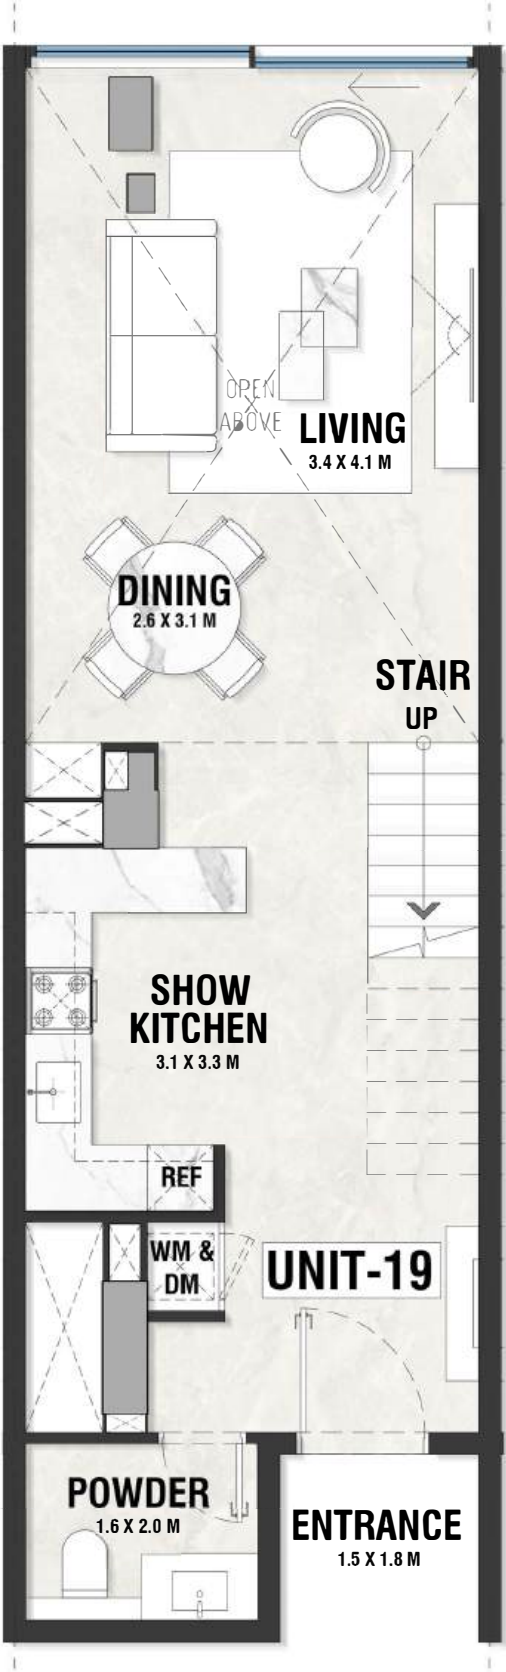 OPEN
ABOVE
LIVING
3.4 X 4.1 M
DINING
2.6 X 3.1 M
STAIR
UP
SHOW
KITCHEN
3.1 X 3.3 M
REF
WM &
DM
UNIT-19
POWDER
1.6 X 2.0 M
ENTRANCE
1.5 X 1.8 M